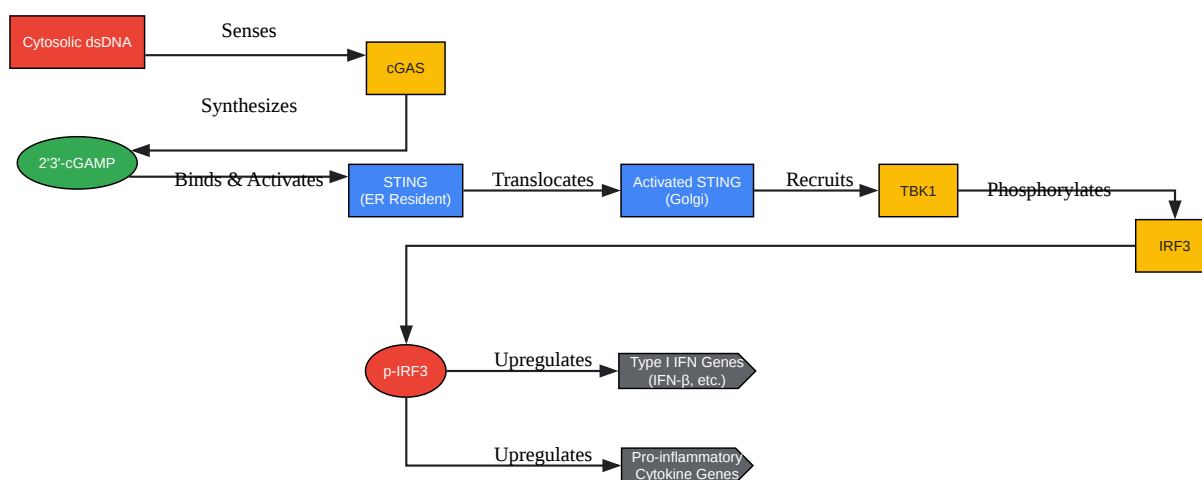 Cytosolic dsDNA
Senses
cGAS
Synthesizes
2'3'-cGAMP
Binds & Activates
STING
(ER Resident)
Translocates
Activated STING
(Golgi)
Recruits
TBK1
Phosphorylates
IRF3
p-IRF3
Upregulates
Type I IFN Genes
(IFN-β, etc.)
Upregulates
Pro-inflammatory
Cytokine Genes